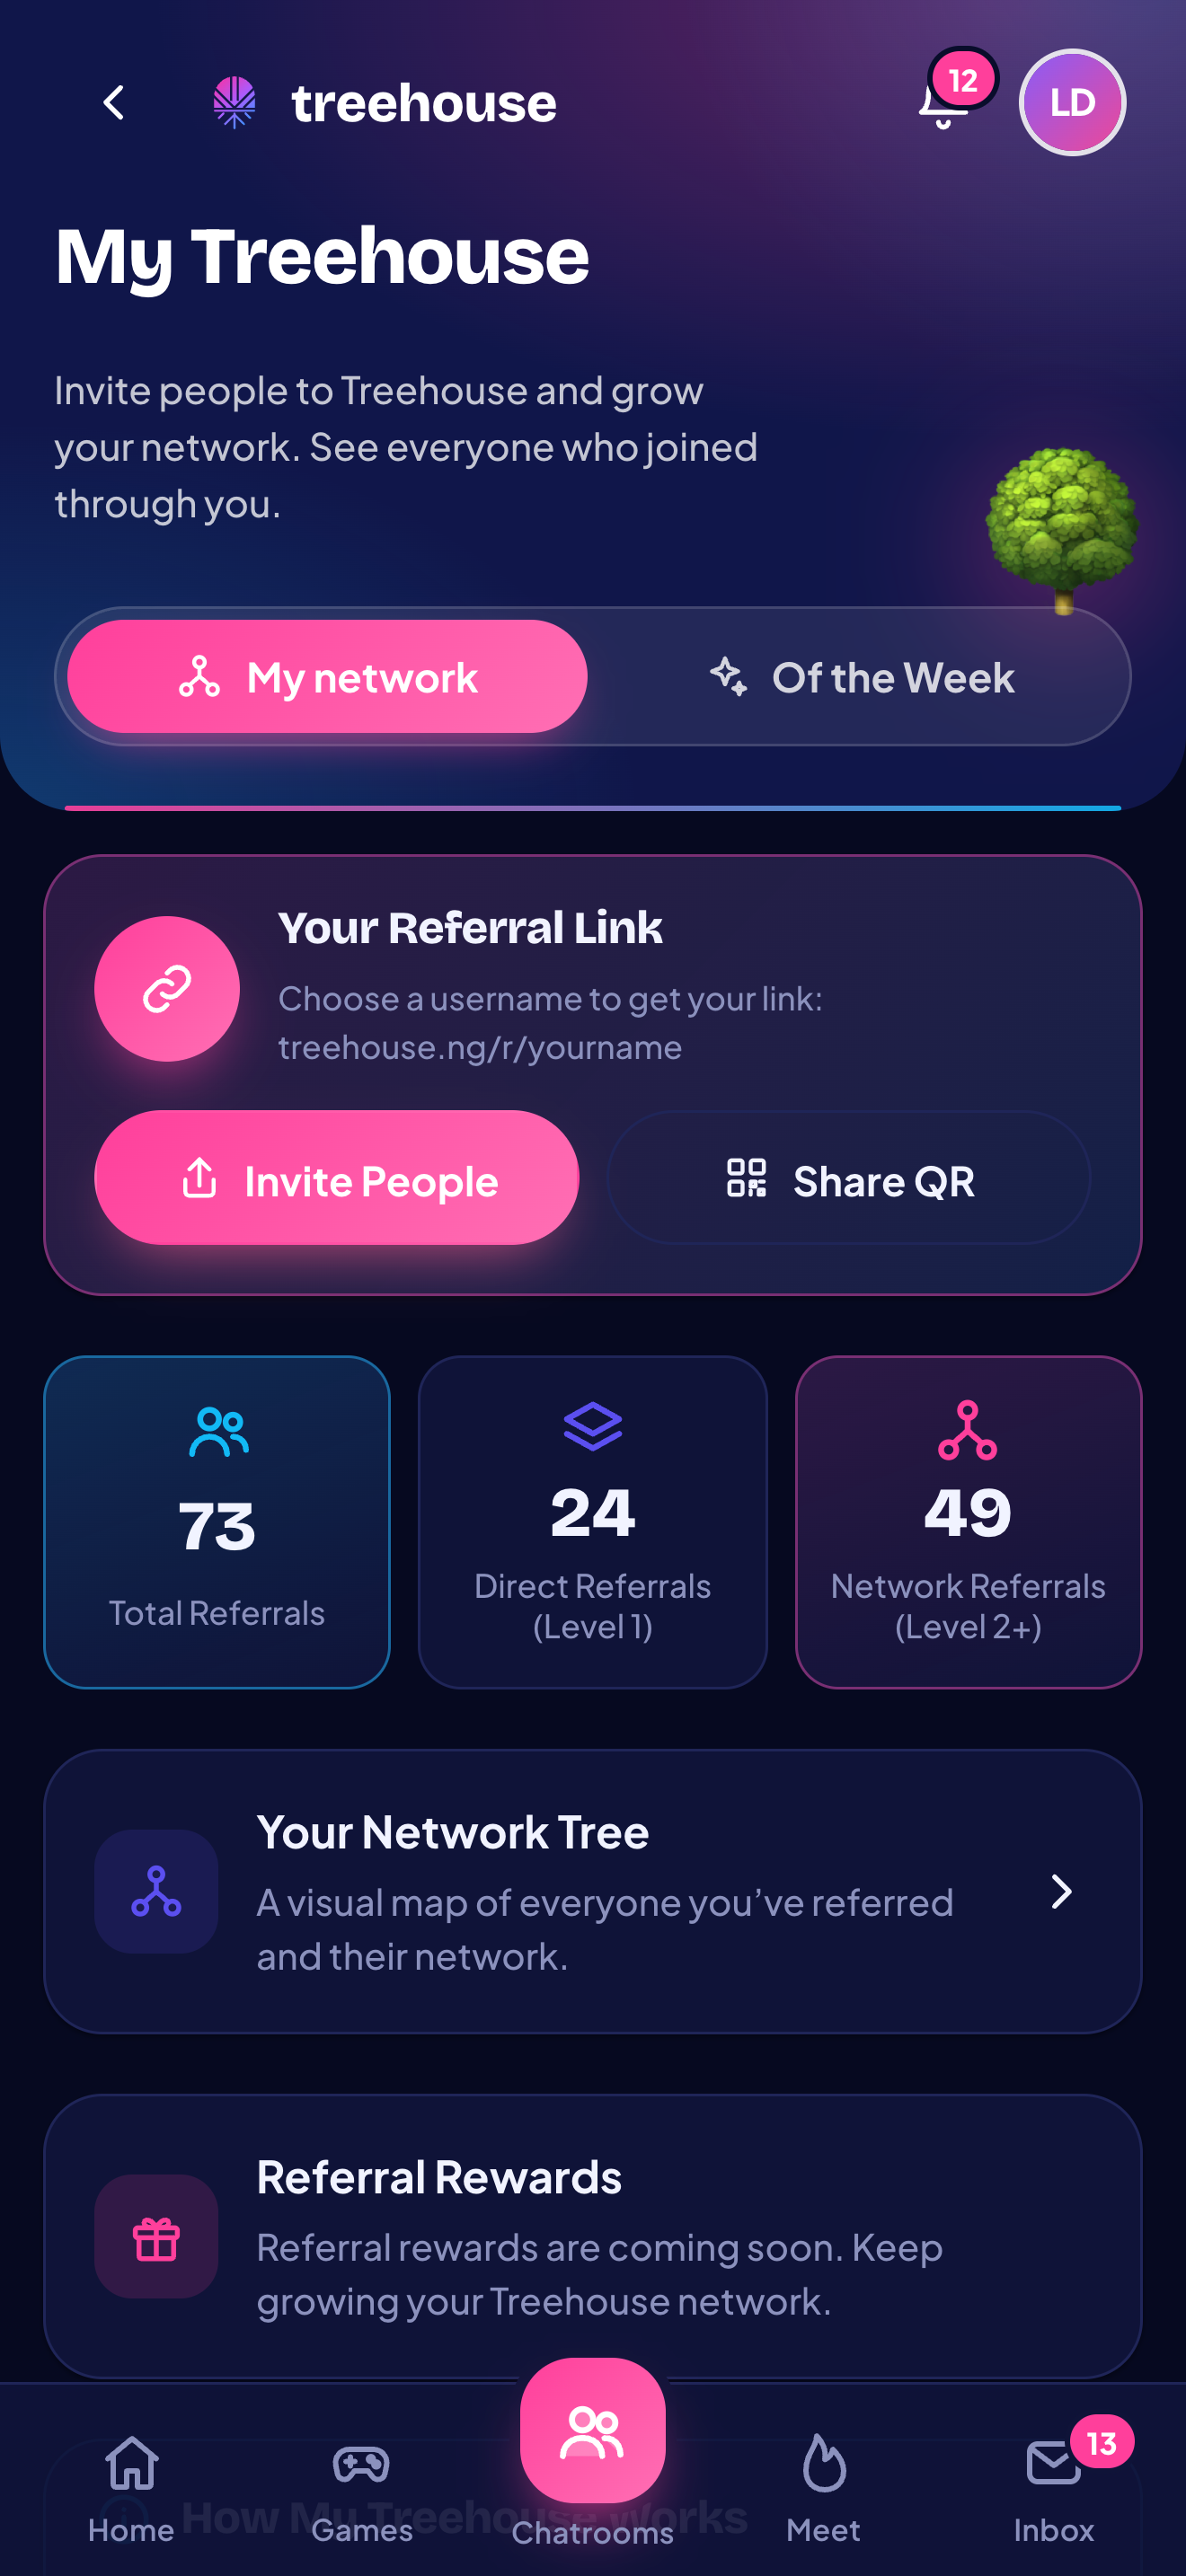 treehouse
12
LD
My Treehouse
Invite people to Treehouse and grow
your network. See everyone who joined
through you.
My network
Of the Week
Your Referral Link
Choose a username to get your link:
treehouse.ng/r/yourname
Invite People
Share QR
73
Total Referrals
24
Direct Referrals
(Level 1)
49
Network Referrals
(Level 2+)
Your Network Tree
A visual map of everyone you’ve referred
and their network.
Referral Rewards
Referral rewards are coming soon. Keep
growing your Treehouse network.
How My Treehouse Works
Home
Games
Chatrooms
Meet
13
Inbox